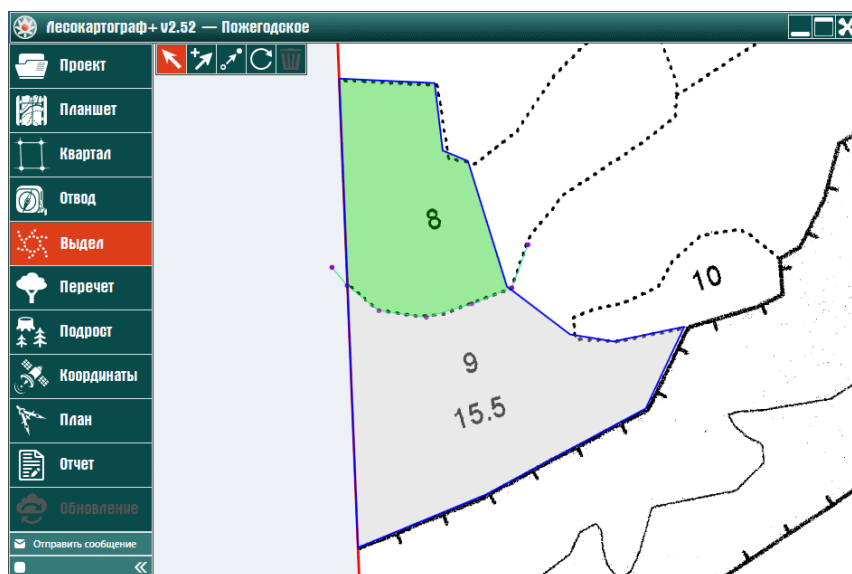 Лесокартограф+ v2.52 — Пожегодское
Проект
Планшет
Квартал
Отвод
Выдел
Перечет
Подрост
Координаты
План
Отчет
Обновление
Отправить сообщение
8
10
9
15.5